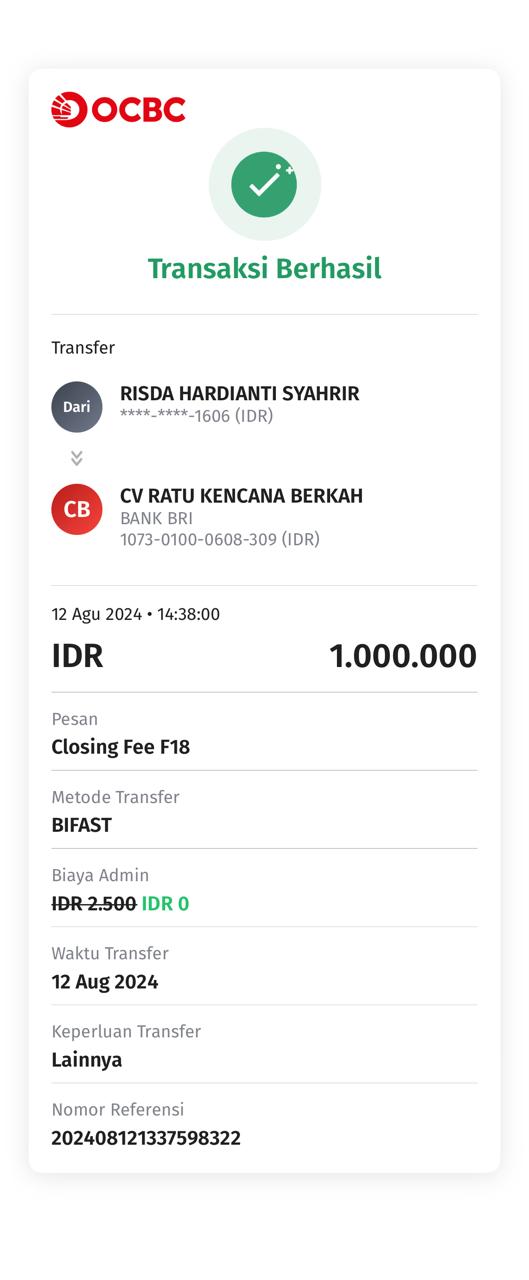 OCBC
Transaksi Berhasil
Transfer
Dari
RISDA HARDIANTI SYAHRIR
****-****-1606 (IDR)
CB
CV RATU KENCANA BERKAH
BANK BRI
1073-0100-0608-309 (IDR)
12 Agu 2024 • 14:38:00
IDR 1.000.000
Pesan
Closing Fee F18
Metode Transfer
BIFAST
Biaya Admin
IDR 2.500 IDR 0
Waktu Transfer
12 Aug 2024
Keperluan Transfer
Lainnya
Nomor Referensi
202408121337598322